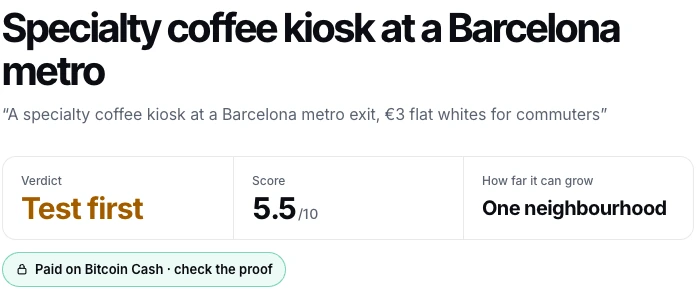 Specialty coffee kiosk at a Barcelona
metro
“A specialty coffee kiosk at a Barcelona metro exit, €3 flat whites for commuters”
Verdict
Test first
Score
5.5/10
How far it can grow
One neighbourhood
Paid on Bitcoin Cash · check the proof